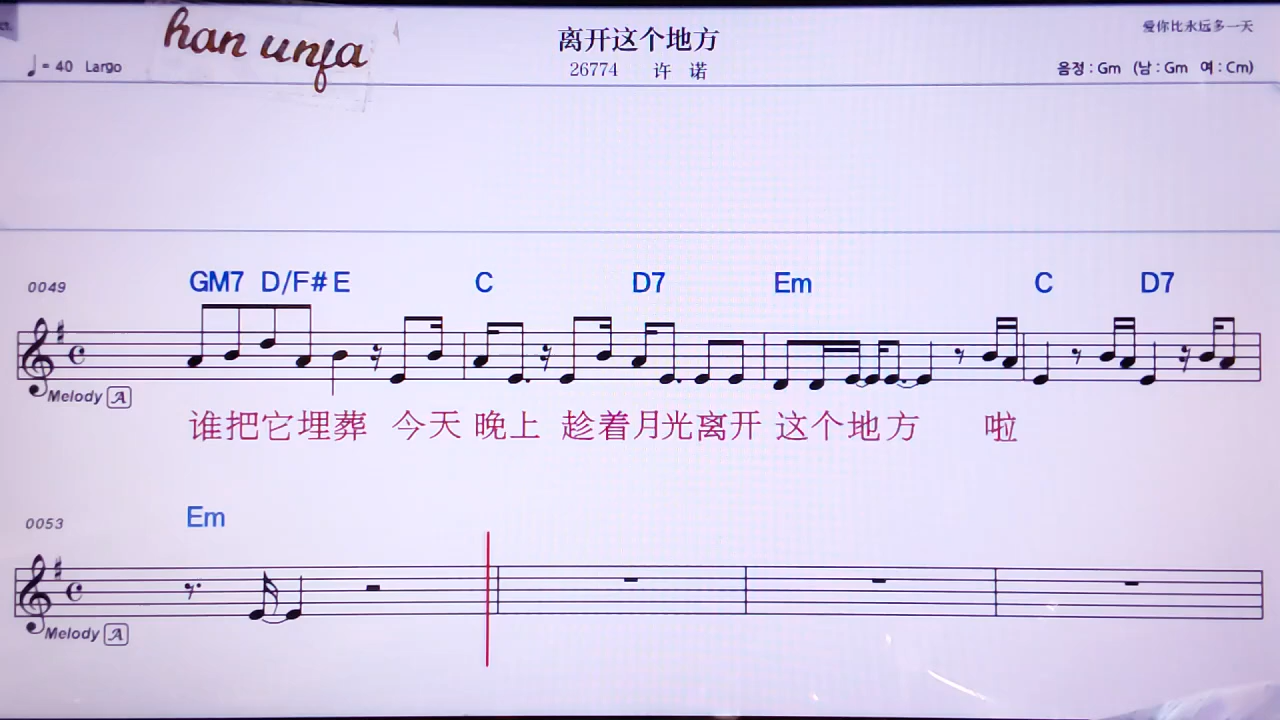 han unfa
离开这个地方
爱你比永远多一天
♩= 40 Largo
26774 许诺
음정 : Gm (남 : Gm 여 : Cm)
0049
GM7 D/F# E C D7 Em C D7
Melody A
谁把它埋葬 今天 晚上 趁着月光离开 这个地方 啦
0053
Em
Melody A